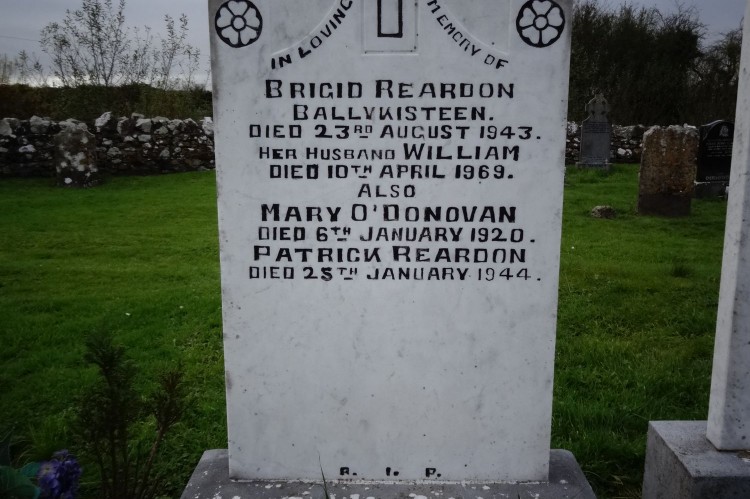 IN LOVING MEMORY OF
BRIGID REARDON
BALLYKISTEEN.
DIED 23RD AUGUST 1943.
HER HUSBAND WILLIAM
DIED 10TH APRIL 1969.
ALSO
MARY O'DONOVAN
DIED 6TH JANUARY 1920.
PATRICK REARDON
DIED 25TH JANUARY 1944.
R. I. P.